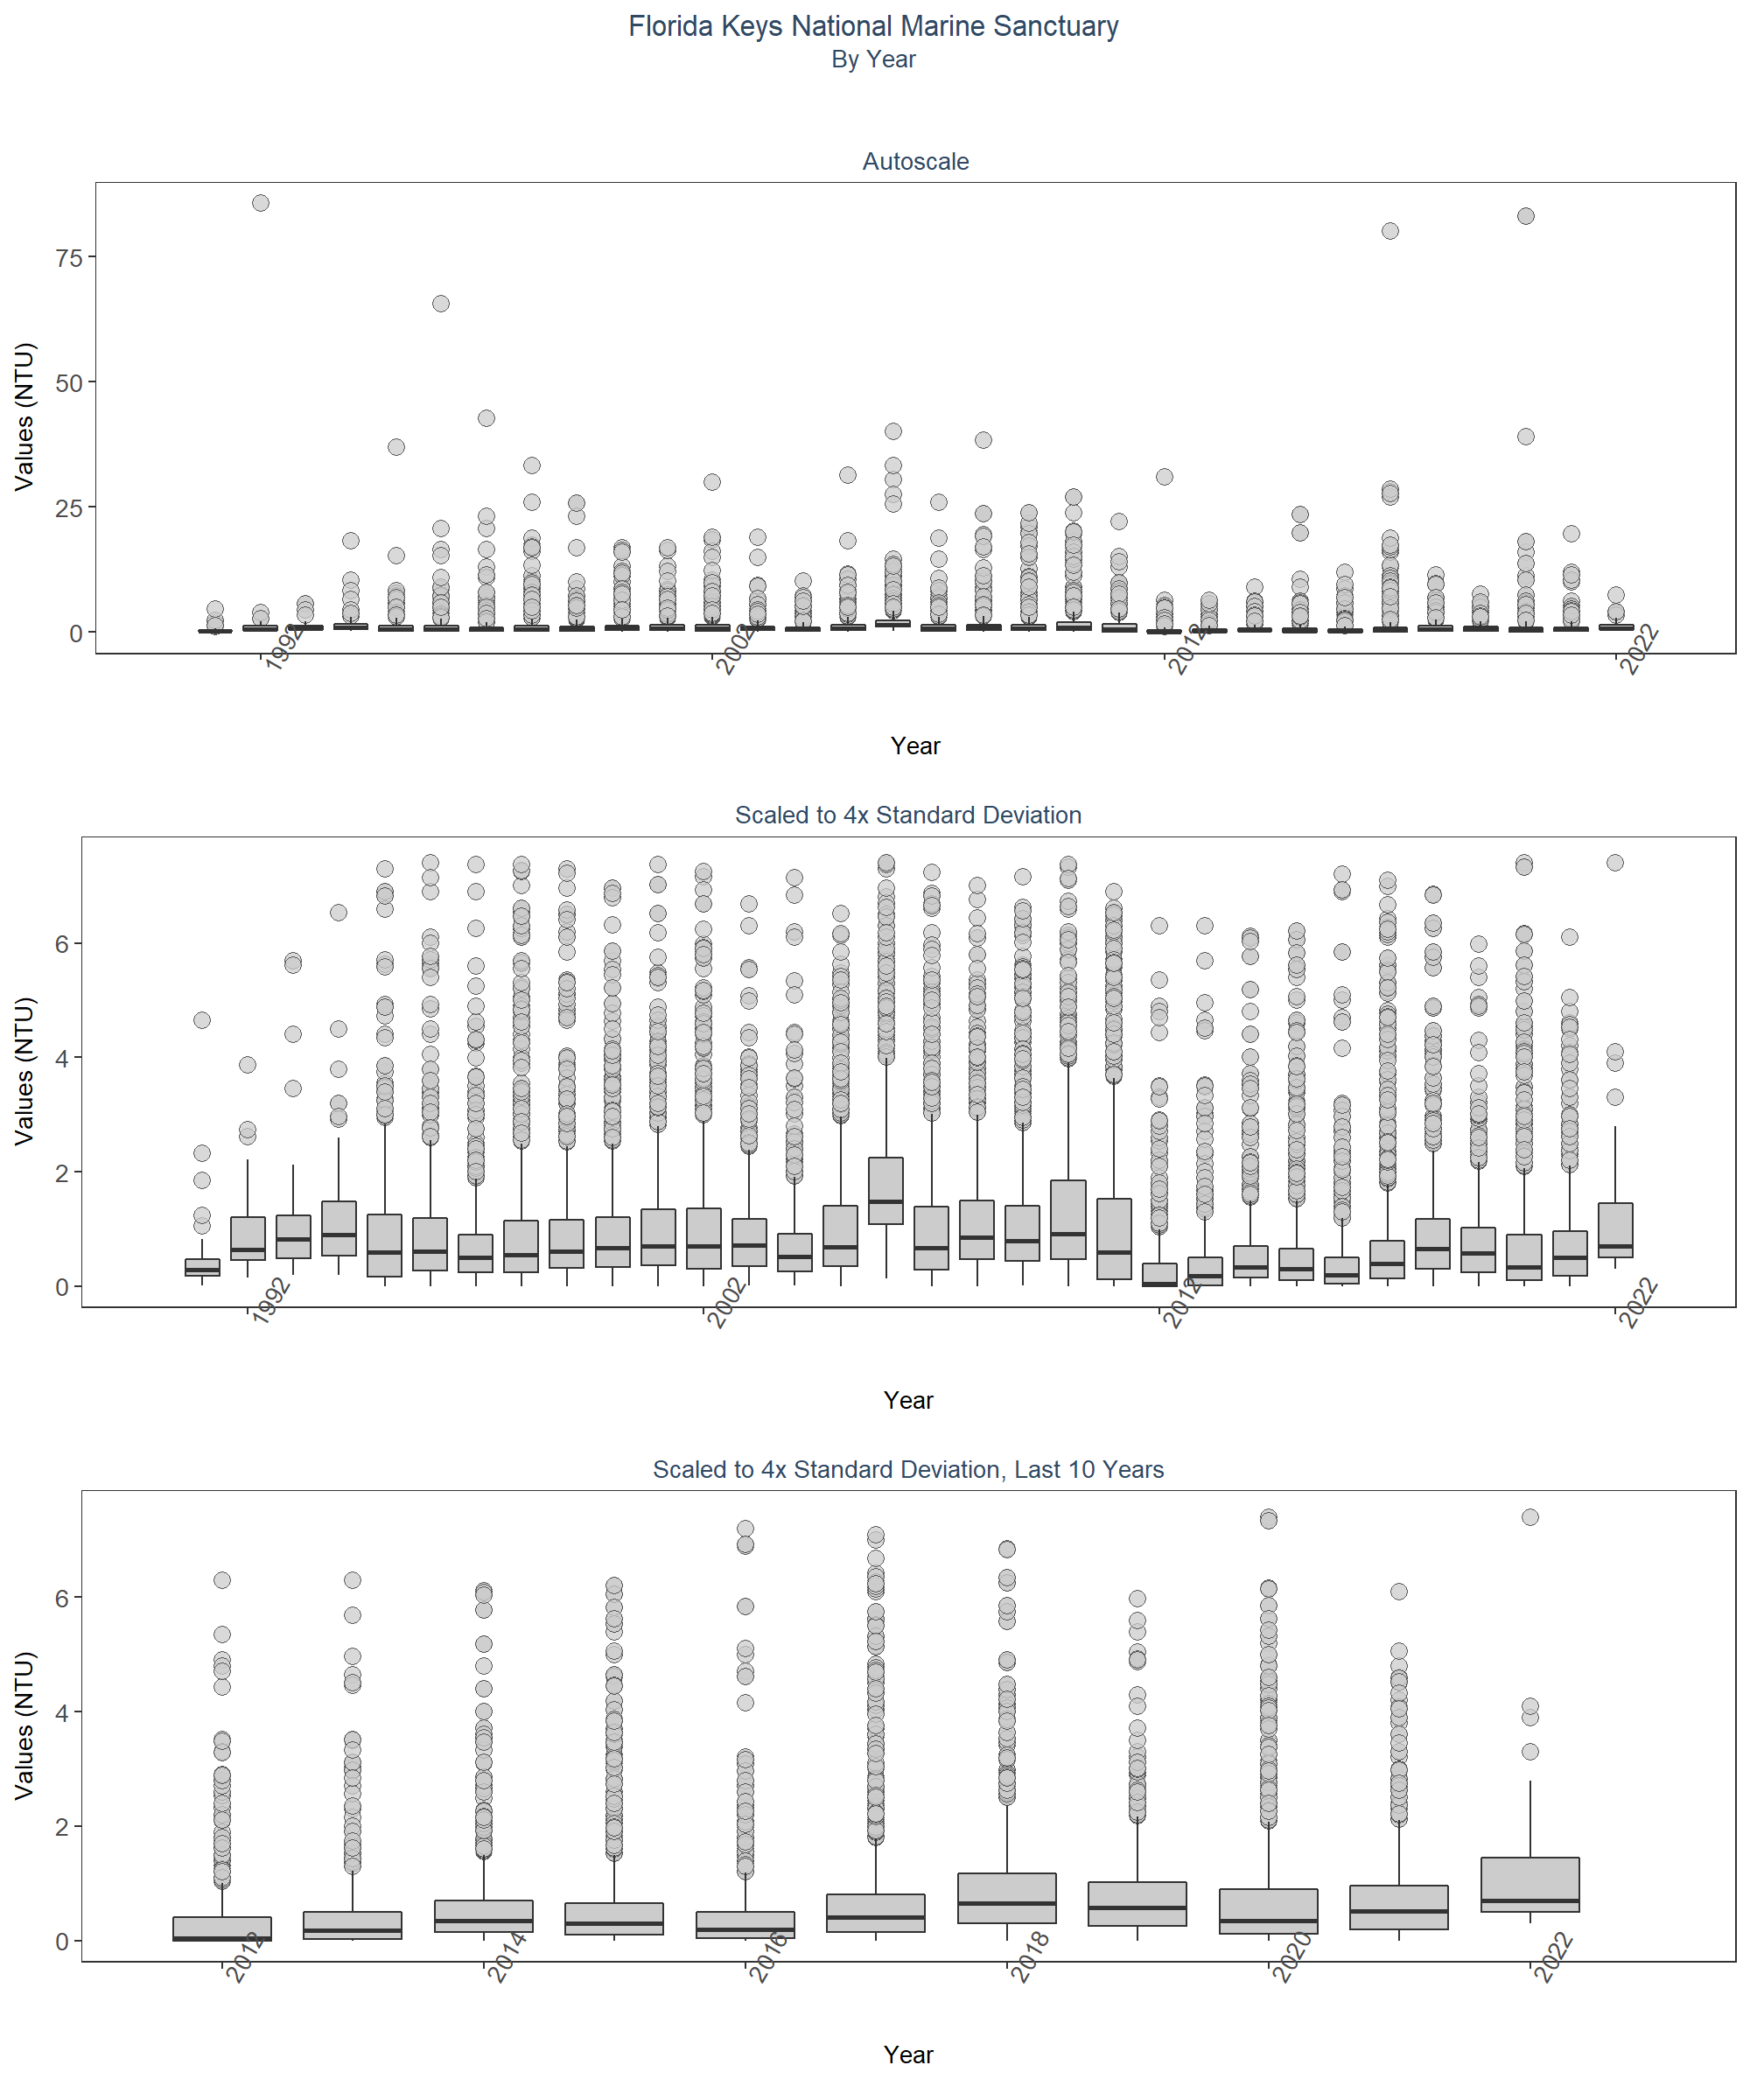 Florida Keys National Marine Sanctuary
By Year
Autoscale
Values (NTU)
75
50
25
0
1992
2002
2012
2022
Year
Scaled to 4x Standard Deviation
Values (NTU)
6
4
2
0
1992
2002
2012
2022
Year
Scaled to 4x Standard Deviation, Last 10 Years
Values (NTU)
6
4
2
0
2012
2014
2016
2018
2020
2022
Year